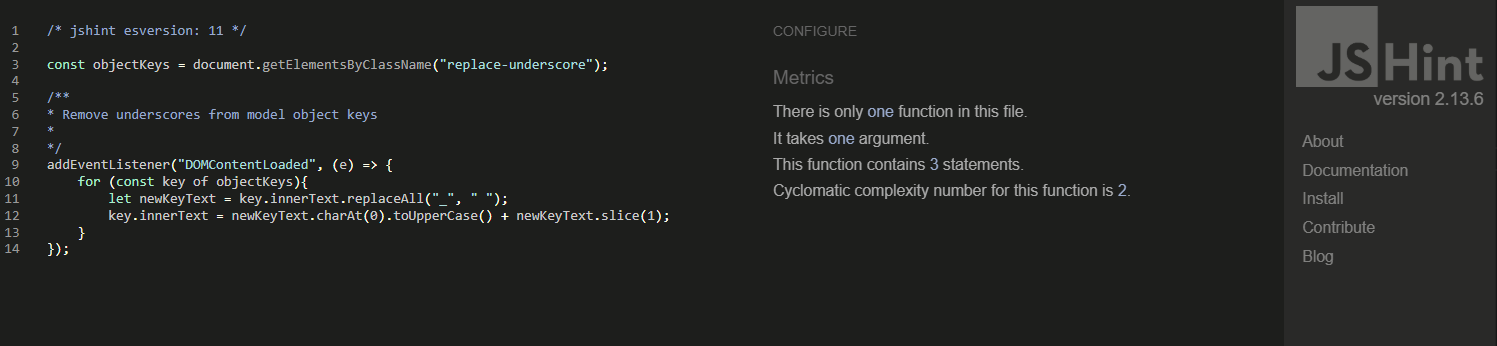 1 /* jshint esversion: 11 */
2
3 const objectKeys = document.getElementsByClassName("replace-underscore");
4
5 /**
6 * Remove underscores from model object keys
7 *
8 */
9 addEventListener("DOMContentLoaded", (e) => {
10 for (const key of objectKeys){
11 let newKeyText = key.innerText.replaceAll("_", " ");
12 key.innerText = newKeyText.charAt(0).toUpperCase() + newKeyText.slice(1);
13 }
14 });
CONFIGURE
Metrics
There is only one function in this file.
It takes one argument.
This function contains 3 statements.
Cyclomatic complexity number for this function is 2.
JSHint
version 2.13.6
About
Documentation
Install
Contribute
Blog